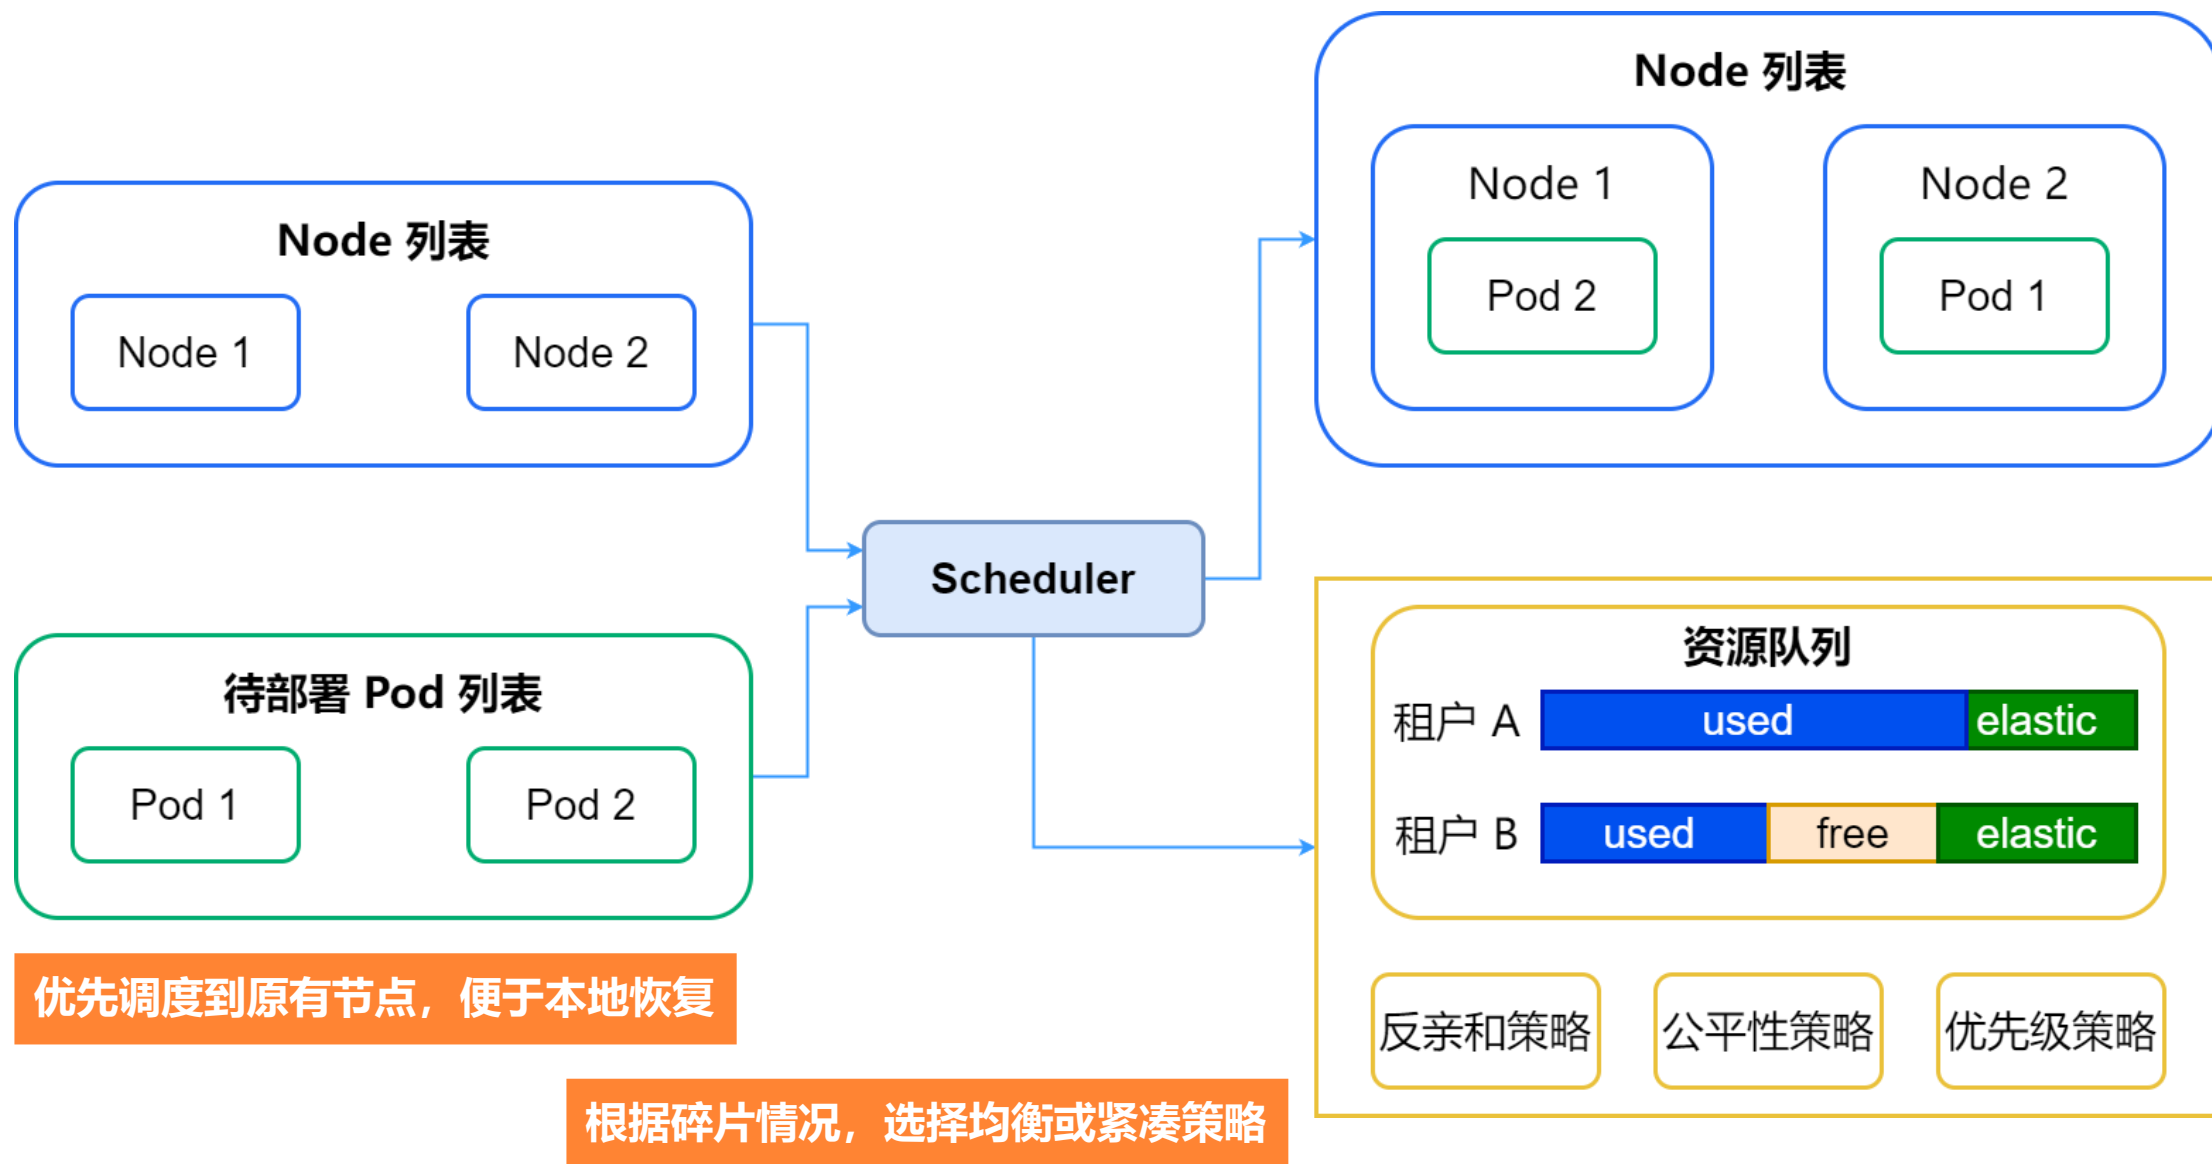 Node 列表
Node 1
Node 2
待部署 Pod 列表
Pod 1
Pod 2
优先调度到原有节点，便于本地恢复
Scheduler
根据碎片情况，选择均衡或紧凑策略
Node 列表
Node 1
Pod 2
Node 2
Pod 1
资源队列
租户 A used elastic
租户 B used free elastic
反亲和策略
公平性策略
优先级策略